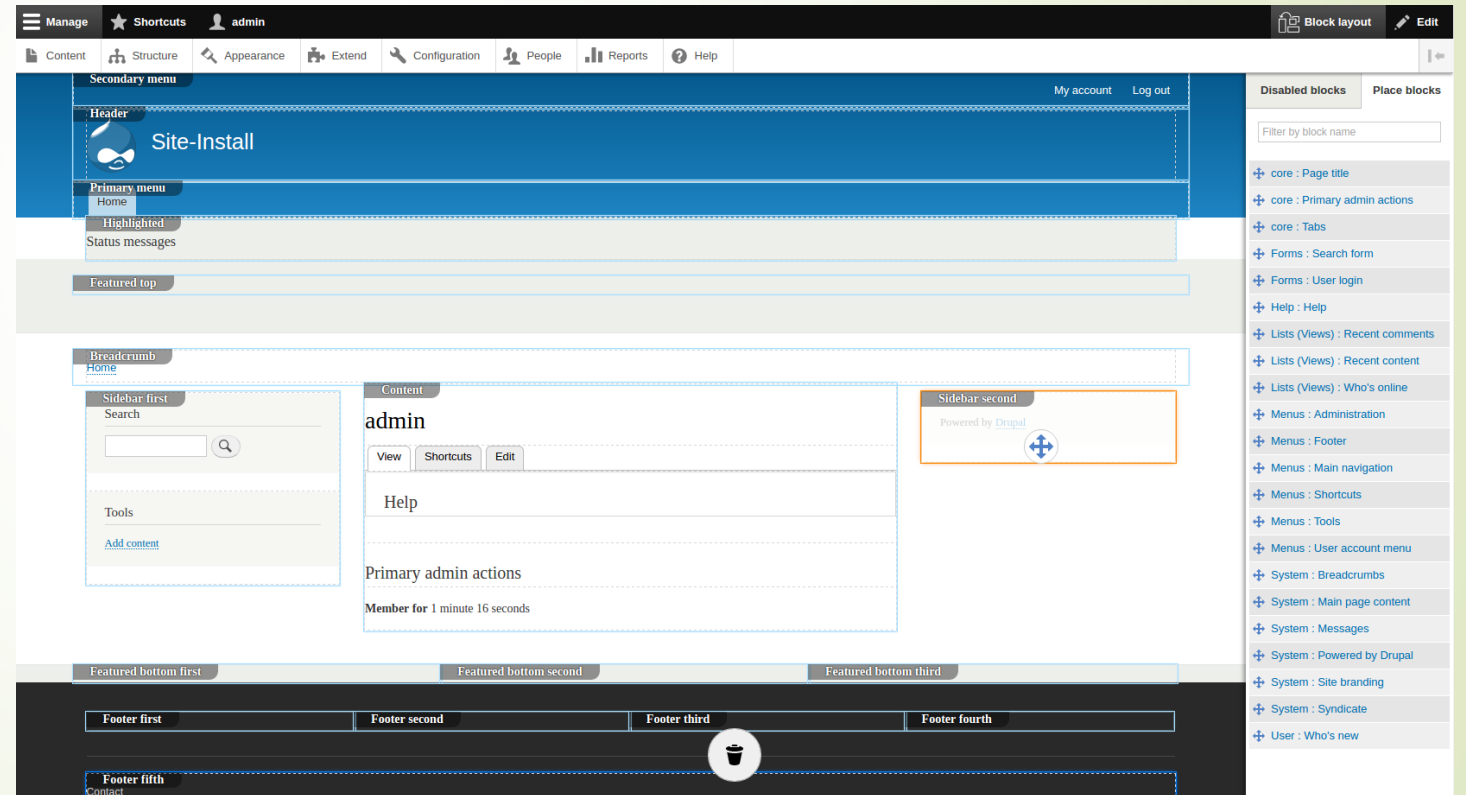 Manage Shortcuts admin Block layout Edit
Content Structure Appearance Extend Configuration People Reports Help
Secondary menu
My account Log out
Header
Site-Install
Primary menu
Home
Highlighted
Status messages
Featured top
Breadcrumb
Home
Sidebar first
Search
Tools
Add content
Content
admin
View Shortcuts Edit
Help
Primary admin actions
Member for 1 minute 16 seconds
Sidebar second
Powered by Drupal
Featured bottom first Featured bottom second Featured bottom third
Footer first Footer second Footer third Footer fourth
Footer fifth
Contact
Disabled blocks Place blocks
Filter by block name
core : Page title
core : Primary admin actions
core : Tabs
Forms : Search form
Forms : User login
Help : Help
Lists (Views) : Recent comments
Lists (Views) : Recent content
Lists (Views) : Who's online
Menus : Administration
Menus : Footer
Menus : Main navigation
Menus : Shortcuts
Menus : Tools
Menus : User account menu
System : Breadcrumbs
System : Main page content
System : Messages
System : Powered by Drupal
System : Site branding
System : Syndicate
User : Who's new